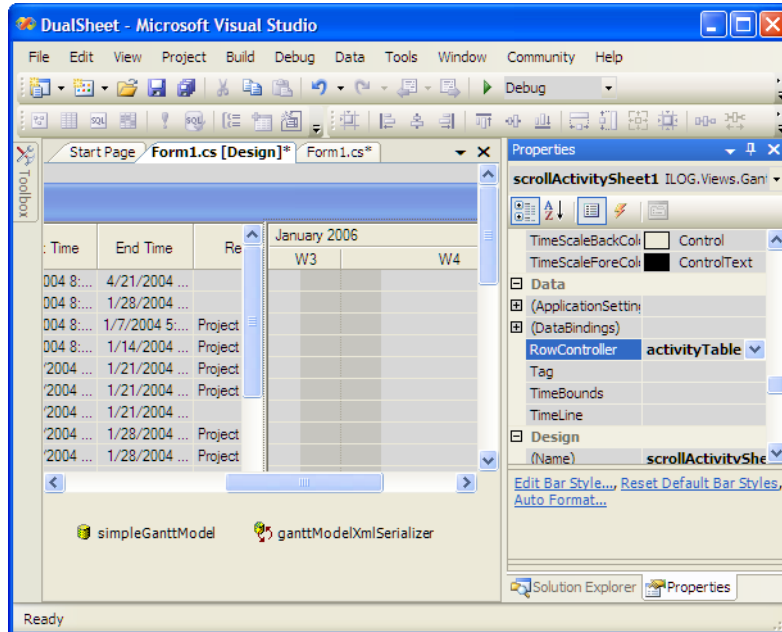 DualSheet - Microsoft Visual Studio
File Edit View Project Build Debug Data Tools Window Community Help
Debug
Toolbox
Start Page Form1.cs [Design]* Form1.cs*
: Time End Time Re
January 2006
W3 W4
004 8:... 4/21/2004 ...
1/28/2004 ...
004 8:... 1/7/2004 5:... Project
004 8:... 1/14/2004 ... Project
'2004 ... 1/21/2004 ... Project
'2004 ... 1/21/2004 ... Project
1/21/2004 ...
'2004 ... 1/28/2004 ... Project
'2004 ... 1/28/2004 ... Project
simpleGanttModel ganttModelXmlSerializer
Properties
scrollActivitySheet1 ILOG.Views.Gan
TimeScaleBackCol Control
TimeScaleForeCol ControlText
Data
(ApplicationSettin
(DataBindings)
RowController activityTable
Tag
TimeBounds
TimeLine
Design
(Name) scrollActivityShe
Edit Bar Style..., Reset Default Bar Styles,
Auto Format...
Solution Explorer Properties
Ready